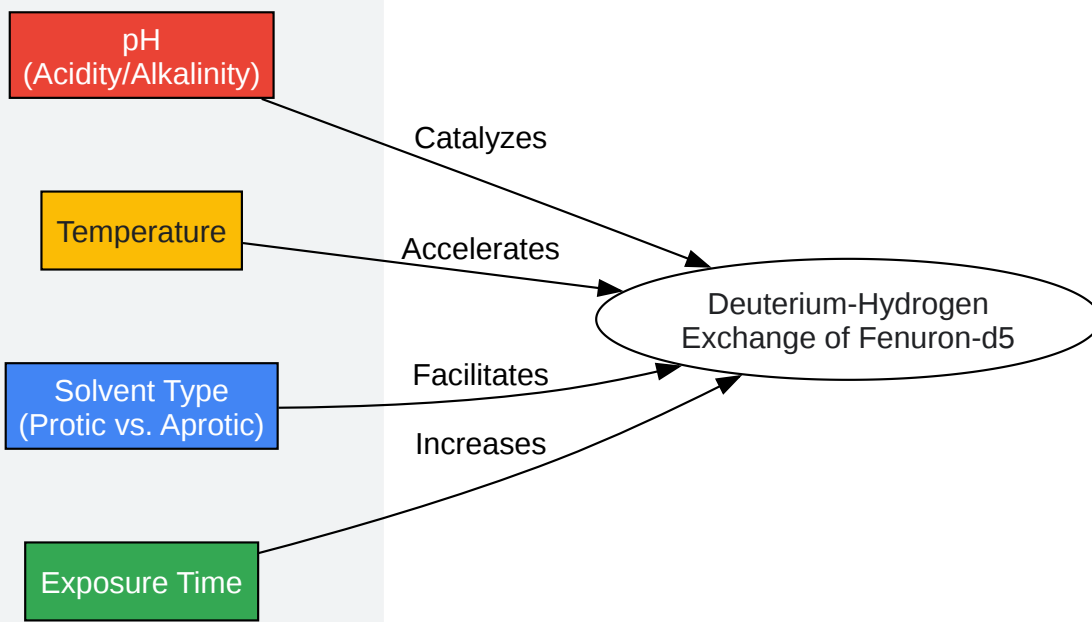 pH
(Acidity/Alkalinity)
Catalyzes
Temperature
Accelerates
Deuterium-Hydrogen
Exchange of Fenuron-d5
Solvent Type
(Protic vs. Aprotic)
Facilitates
Increases
Exposure Time